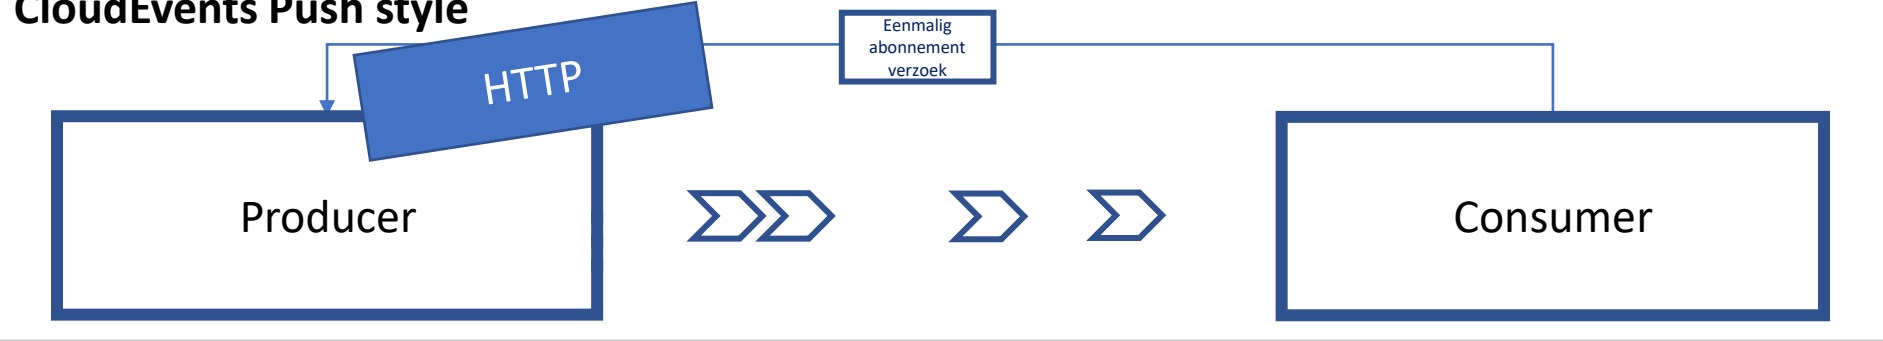 CloudEvents Push style
HTTP
Eenmalig
abonnement
verzoek
Producer
Consumer